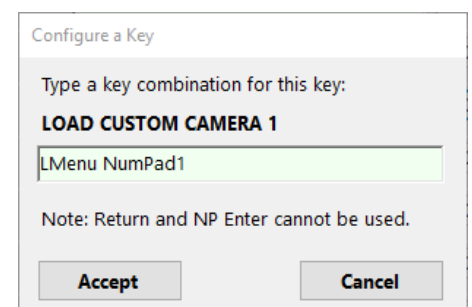 Configure a Key
Type a key combination for this key:
LOAD CUSTOM CAMERA 1
LMenu NumPad1
Note: Return and NP Enter cannot be used.
Accept Cancel